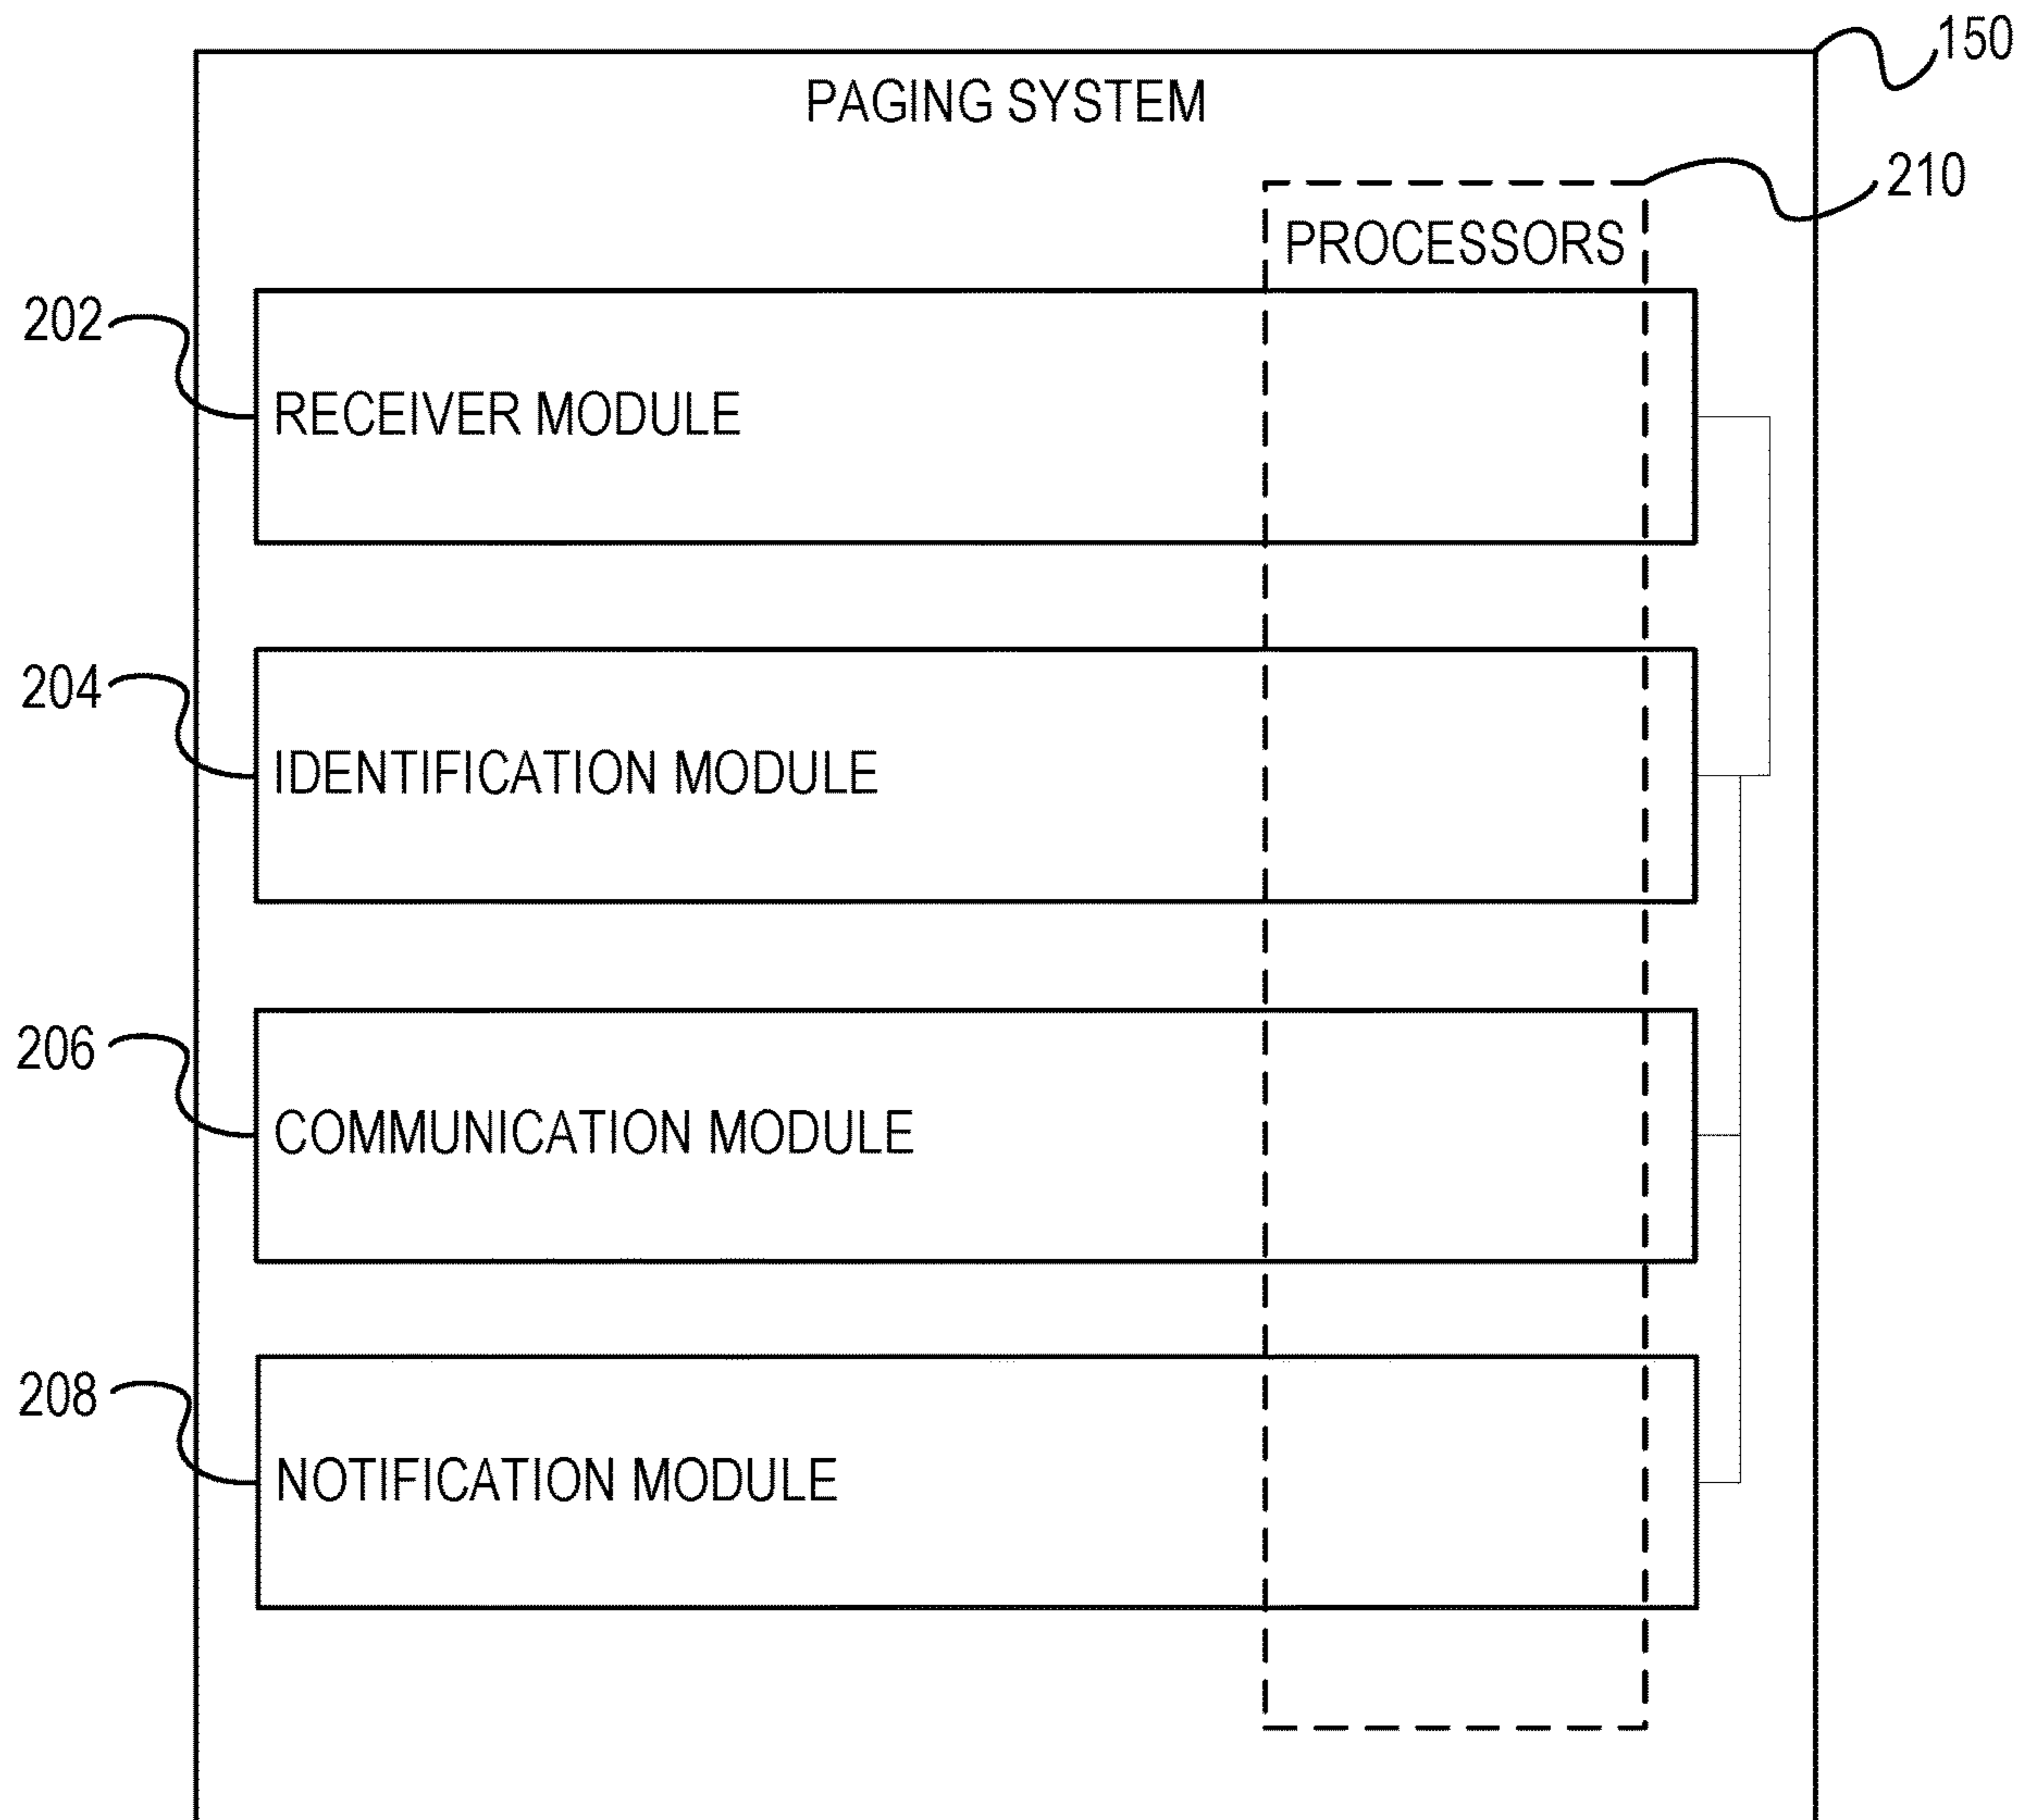 150
PAGING SYSTEM
210
PROCESSORS
202
RECEIVER MODULE
204
IDENTIFICATION MODULE
206
COMMUNICATION MODULE
208
NOTIFICATION MODULE